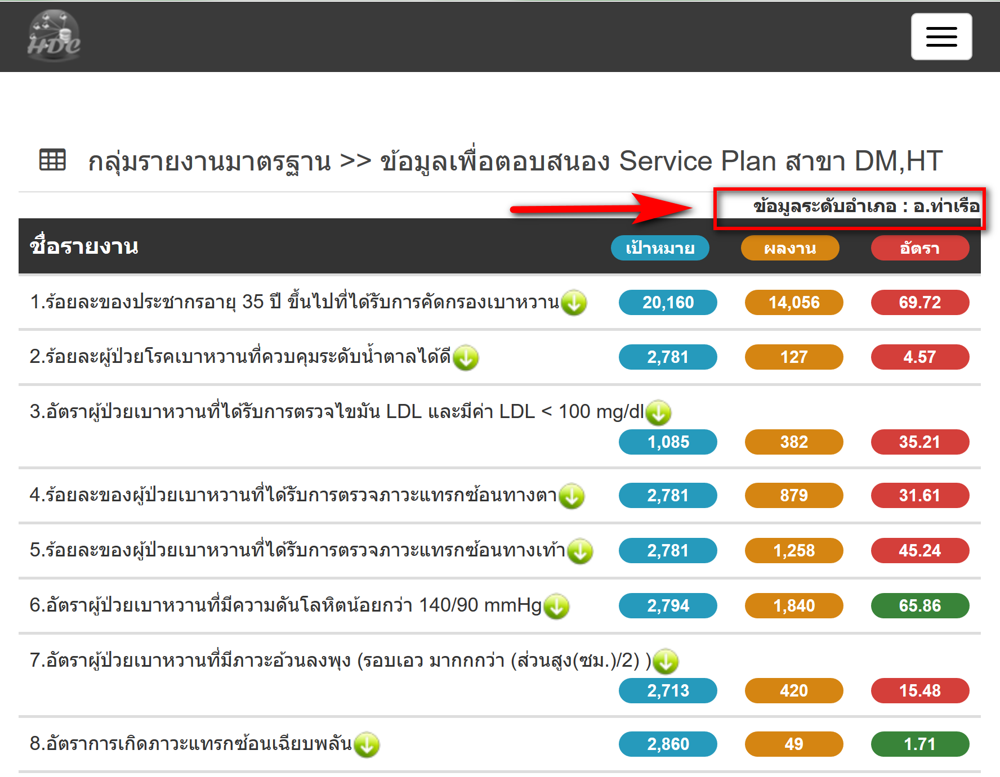 HDC
กลุ่มรายงานมาตรฐาน >> ข้อมูลเพื่อตอบสนอง Service Plan สาขา DM,HT
ข้อมูลระดับอำเภอ : อ.ท่าเรือ
ชื่อรายงาน เป้าหมาย ผลงาน อัตรา
1.ร้อยละของประชากรอายุ 35 ปี ขึ้นไปที่ได้รับการคัดกรองเบาหวาน 20,160 14,056 69.72
2.ร้อยละผู้ป่วยโรคเบาหวานที่ควบคุมระดับน้ำตาลได้ดี 2,781 127 4.57
3.อัตราผู้ป่วยเบาหวานที่ได้รับการตรวจไขมัน LDL และมีค่า LDL < 100 mg/dl
1,085 382 35.21
4.ร้อยละของผู้ป่วยเบาหวานที่ได้รับการตรวจภาวะแทรกซ้อนทางตา 2,781 879 31.61
5.ร้อยละของผู้ป่วยเบาหวานที่ได้รับการตรวจภาวะแทรกซ้อนทางเท้า 2,781 1,258 45.24
6.อัตราผู้ป่วยเบาหวานที่มีความดันโลหิตน้อยกว่า 140/90 mmHg 2,794 1,840 65.86
7.อัตราผู้ป่วยเบาหวานที่มีภาวะอ้วนลงพุง (รอบเอว มากกกว่า (ส่วนสูง(ซม.)/2) )
2,713 420 15.48
8.อัตราการเกิดภาวะแทรกซ้อนเฉียบพลัน 2,860 49 1.71